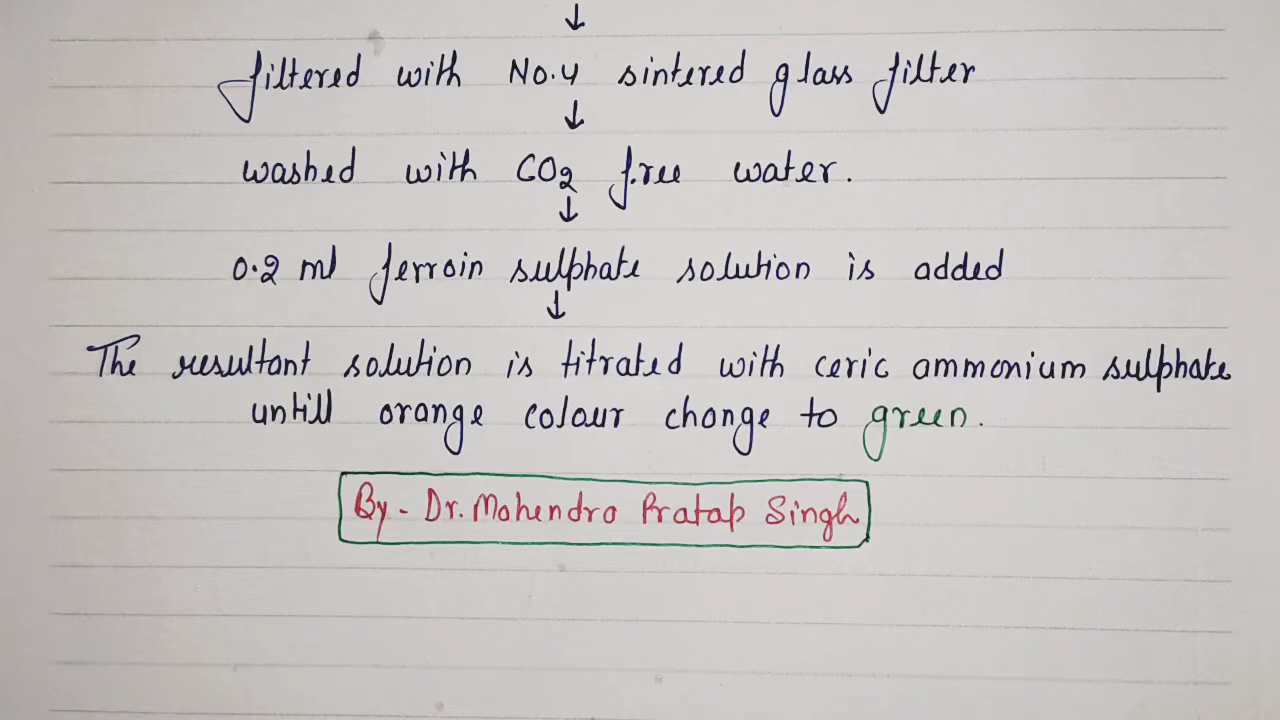 ↓
filtered with No.4 sintered glass filter
↓
washed with CO2 free water.
↓
0.2 ml ferroin sulphate solution is added
↓
The resultant solution is titrated with ceric ammonium sulphate
untill orange colour change to green.
By - Dr. Mahendra Pratap Singh